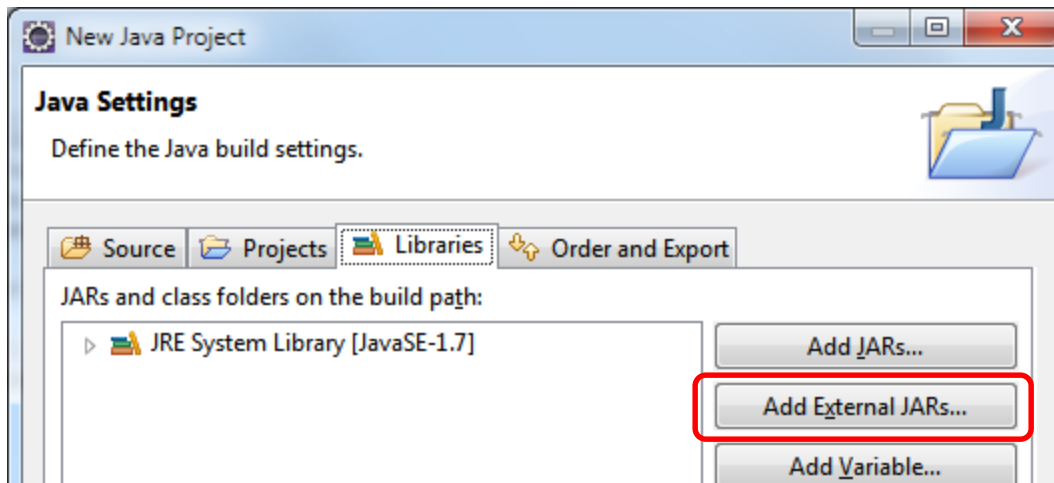 New Java Project
Java Settings
Define the Java build settings.
Source Projects Libraries Order and Export
JARs and class folders on the build path:
JRE System Library [JavaSE-1.7]
Add JARs...
Add External JARs...
Add Variable...